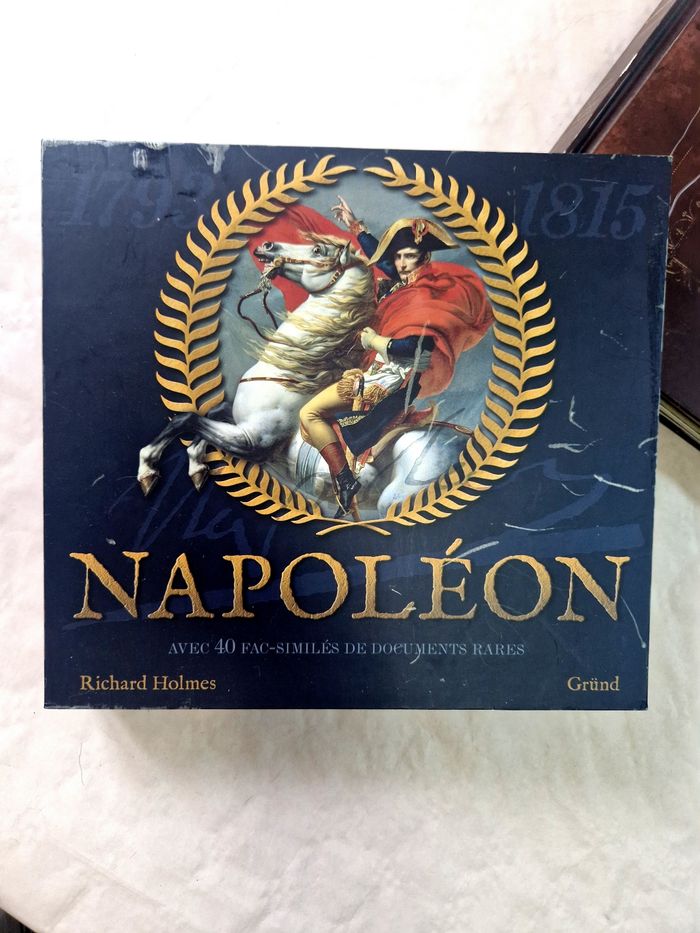 1815
NAPOLÉON
AVEC 40 FAC-SIMILÉS DE DOCUMENTS RARES
Richard Holmes
Gründ